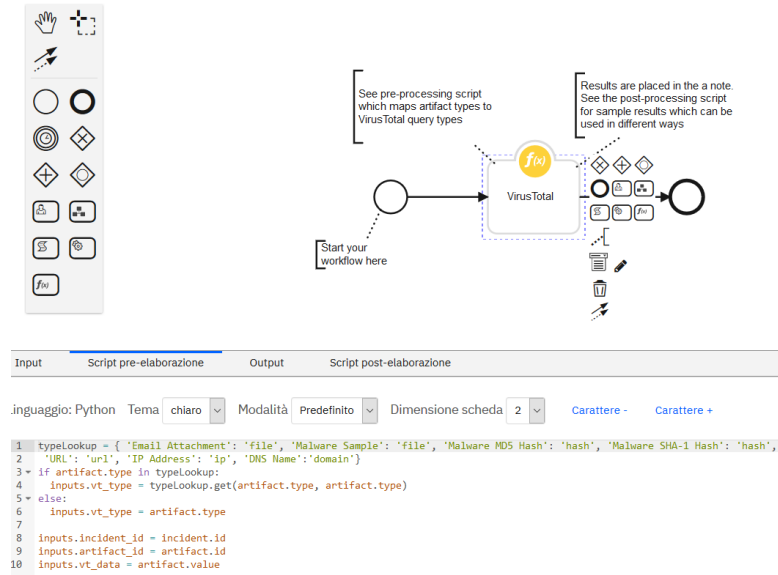 See pre-processing script
which maps artifact types to
VirusTotal query types
Results are placed in the a note.
See the post-processing script
for sample results which can be
used in different ways
f(x)
VirusTotal
Start your
workflow here
f(x)
f(x)
Input Script pre-elaborazione Output Script post-elaborazione
inguaggio: Python Tema chiaro Modalità Predefinito Dimensione scheda 2 Carattere - Carattere +
1 typeLookup = { 'Email Attachment': 'file', 'Malware Sample': 'file', 'Malware MD5 Hash': 'hash', 'Malware SHA-1 Hash': 'hash',
2 'URL': 'url', 'IP Address': 'ip', 'DNS Name':'domain'}
3 if artifact.type in typeLookup:
4 inputs.vt_type = typeLookup.get(artifact.type, artifact.type)
5 else:
6 inputs.vt_type = artifact.type
7
8 inputs.incident_id = incident.id
9 inputs.artifact_id = artifact.id
10 inputs.vt_data = artifact.value